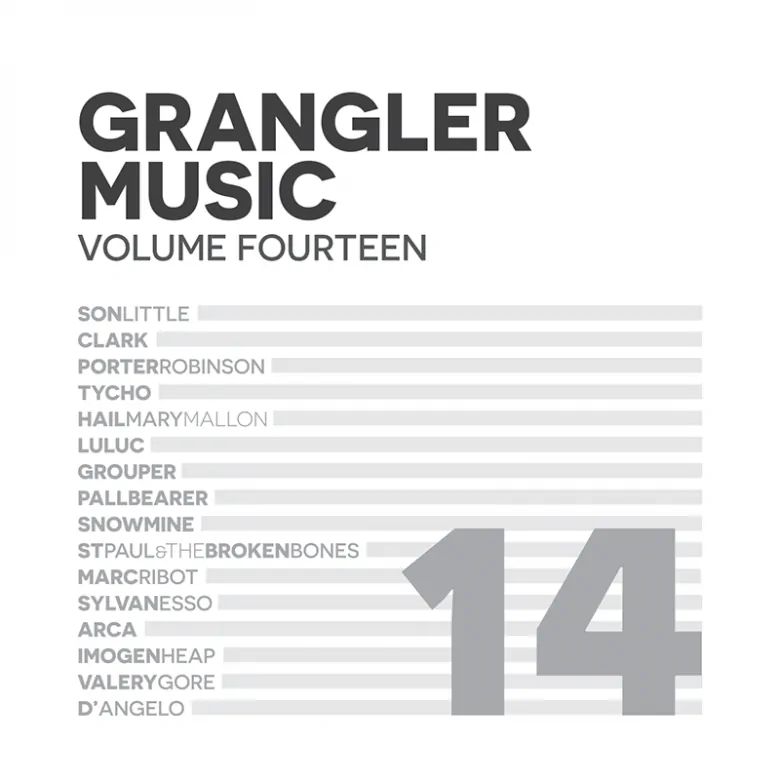 GRANGLER
MUSIC
VOLUME FOURTEEN
SONLITTLE
CLARK
PORTERROBINSON
TYCHO
HAILMARYMALLON
LULUC
GROUPER
PALLBEARER
SNOWMINE
STPAUL&THEBROKENBONES
MARCRIBOT
SYLVANESSO
ARCA
IMOGENHEAP
VALERYGORE
D'ANGELO
14